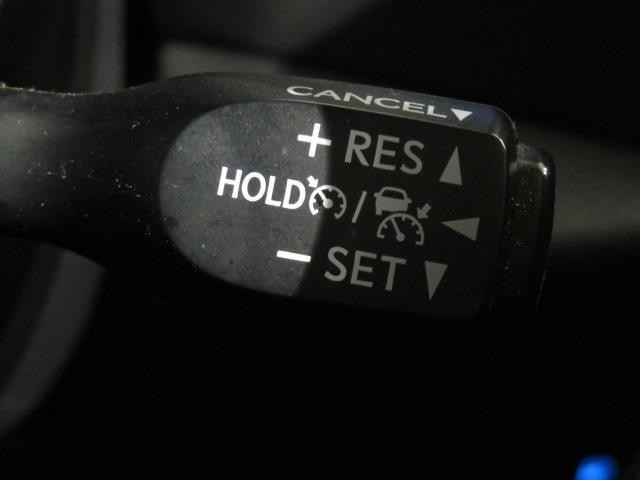 CANCEL▼
+ RES ▲
HOLD / ◀
− SET ▼